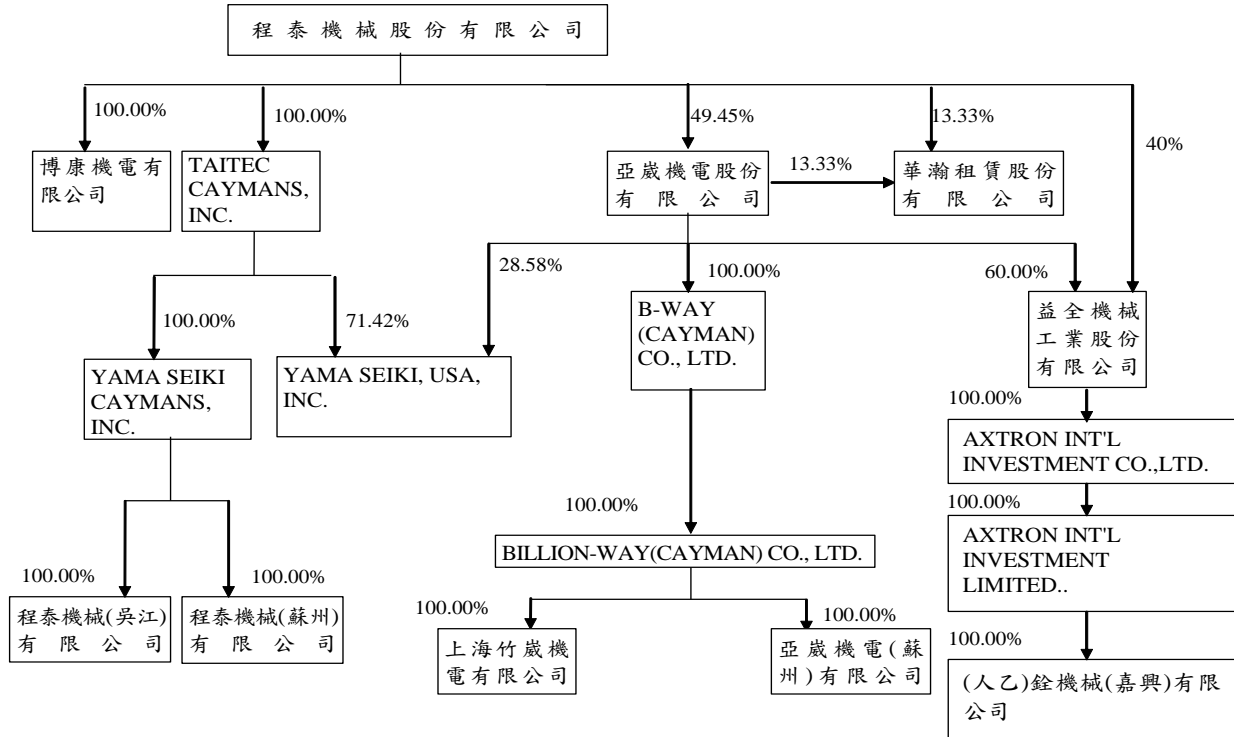 程泰機械股份有限公司
100.00%
100.00%
49.45%
13.33%
40%
博康機電有
限公司
TAITEC
CAYMANS,
INC.
亞崴機電股份
有限公司
13.33%
華瀚租賃股份
有限公司
28.58%
100.00%
60.00%
100.00%
71.42%
B-WAY
(CAYMAN)
CO., LTD.
益全機械
工業股份
有限公司
YAMA SEIKI
CAYMANS,
INC.
YAMA SEIKI, USA,
INC.
100.00%
AXTRON INT'L
INVESTMENT CO.,LTD.
100.00%
100.00%
AXTRON INT'L
INVESTMENT
LIMITED..
BILLION-WAY(CAYMAN) CO., LTD.
100.00%
100.00%
程泰機械(吳江)
有限公司
程泰機械(蘇州)
有限公司
100.00%
100.00%
上海竹崴機
電有限公司
亞崴機電(蘇
州)有限公司
100.00%
(人乙)銓機械(嘉興)有限
公司